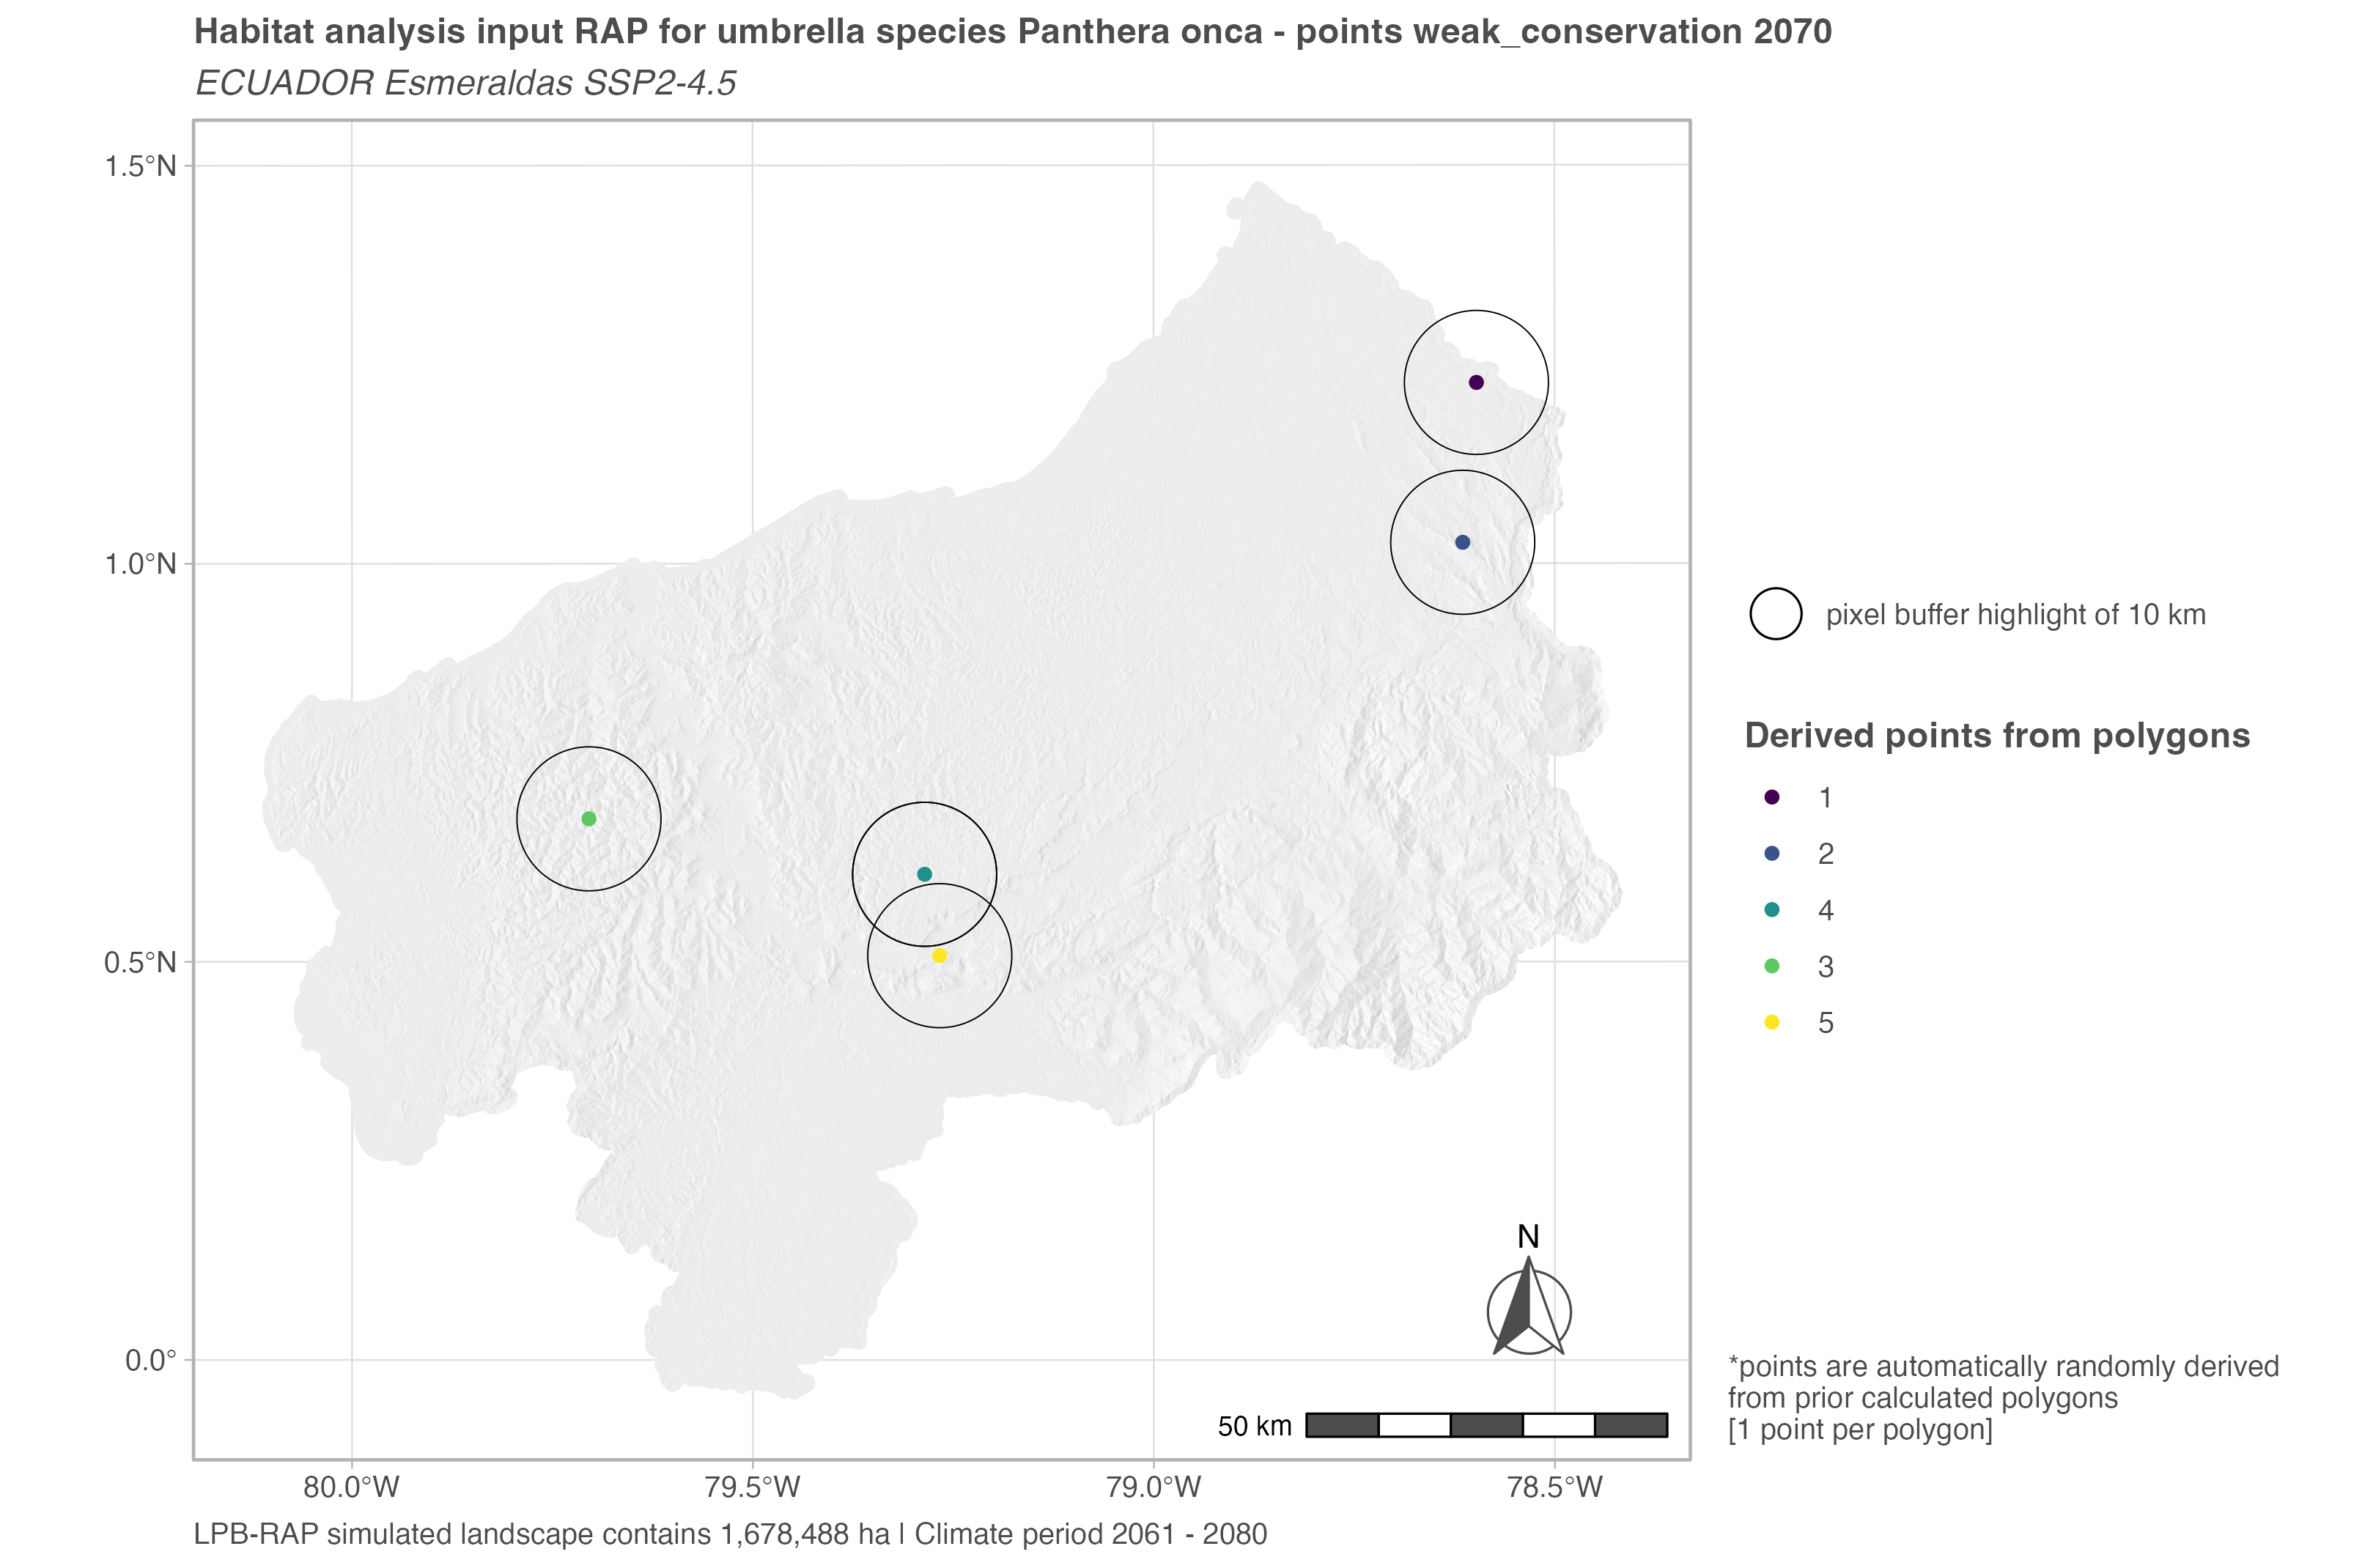 Habitat analysis input RAP for umbrella species Panthera onca - points weak_conservation 2070
ECUADOR Esmeraldas SSP2-4.5
1.5°N
1.0°N
0.5°N
0.0°
80.0°W
79.5°W
79.0°W
78.5°W
N
50 km
pixel buffer highlight of 10 km
Derived points from polygons
1
2
4
3
5
*points are automatically randomly derived
from prior calculated polygons
[1 point per polygon]
LPB-RAP simulated landscape contains 1,678,488 ha | Climate period 2061 - 2080